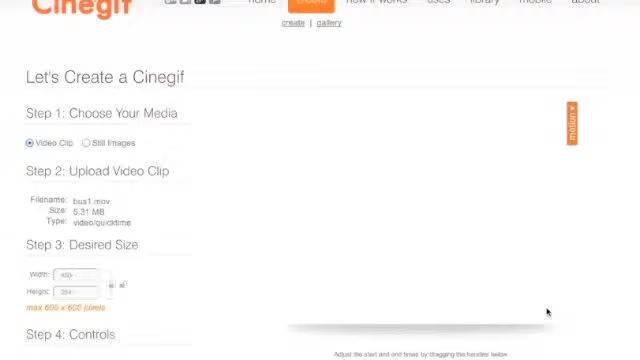 Cinegif
home create how it works uses library mobile about
create | gallery
Let's Create a Cinegif
Step 1: Choose Your Media
motion
Video Clip Still Images
Step 2: Upload Video Clip
Filename: bus1.mov
Size: 5.31 MB
Type: video/quicktime
Step 3: Desired Size
Width:
Height:
max 600 x 600 pixels
Step 4: Controls
Adjust the start and end times by dragging the handles below